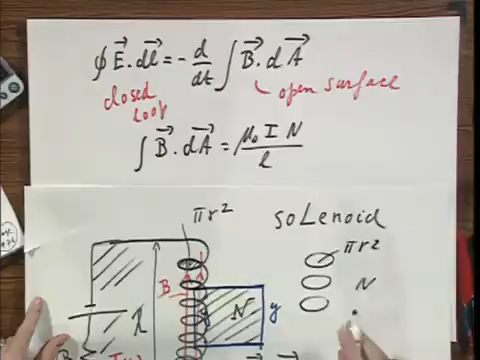 ∮ E⃗ . dl⃗ = - d/dt ∫ B⃗ . dA⃗
closed loop
open surface
∫ B⃗ . dA⃗ = μ₀ I N / l
πr²
soLenoid
πr²
N
B
N
y
λ